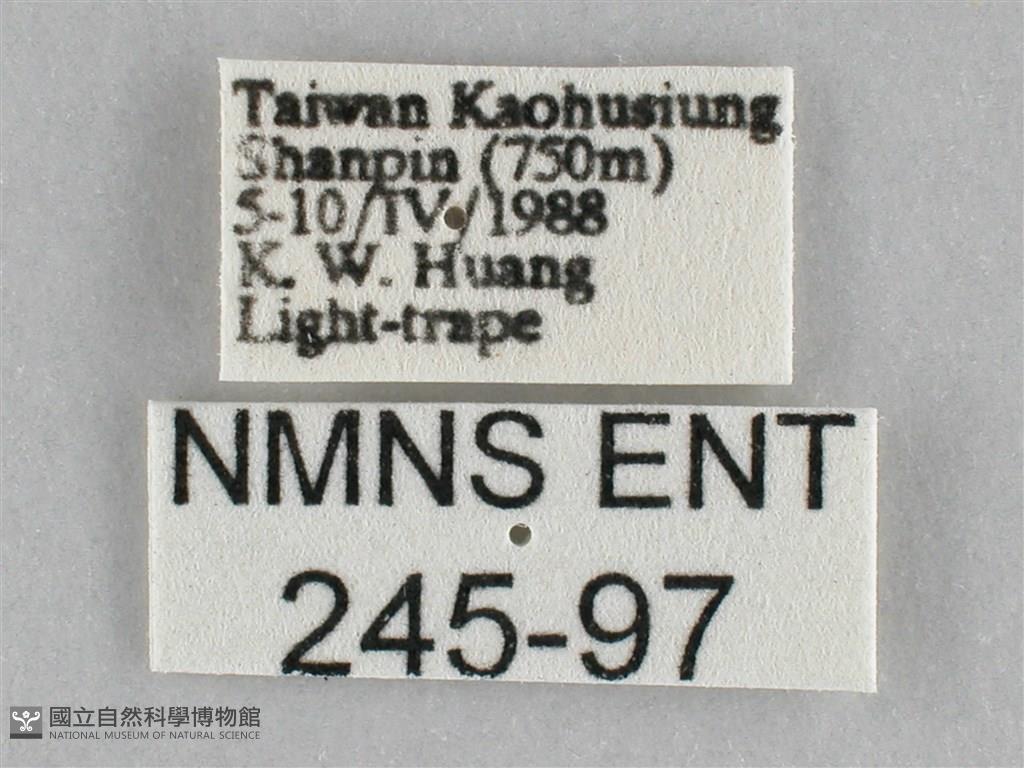 Taiwan Kaohusiung
Shanpin (750m)
5-10/IV/1988
K. W. Huang
Light-trape
NMNS ENT
245-97
國立自然科學博物館
NATIONAL MUSEUM OF NATURAL SCIENCE